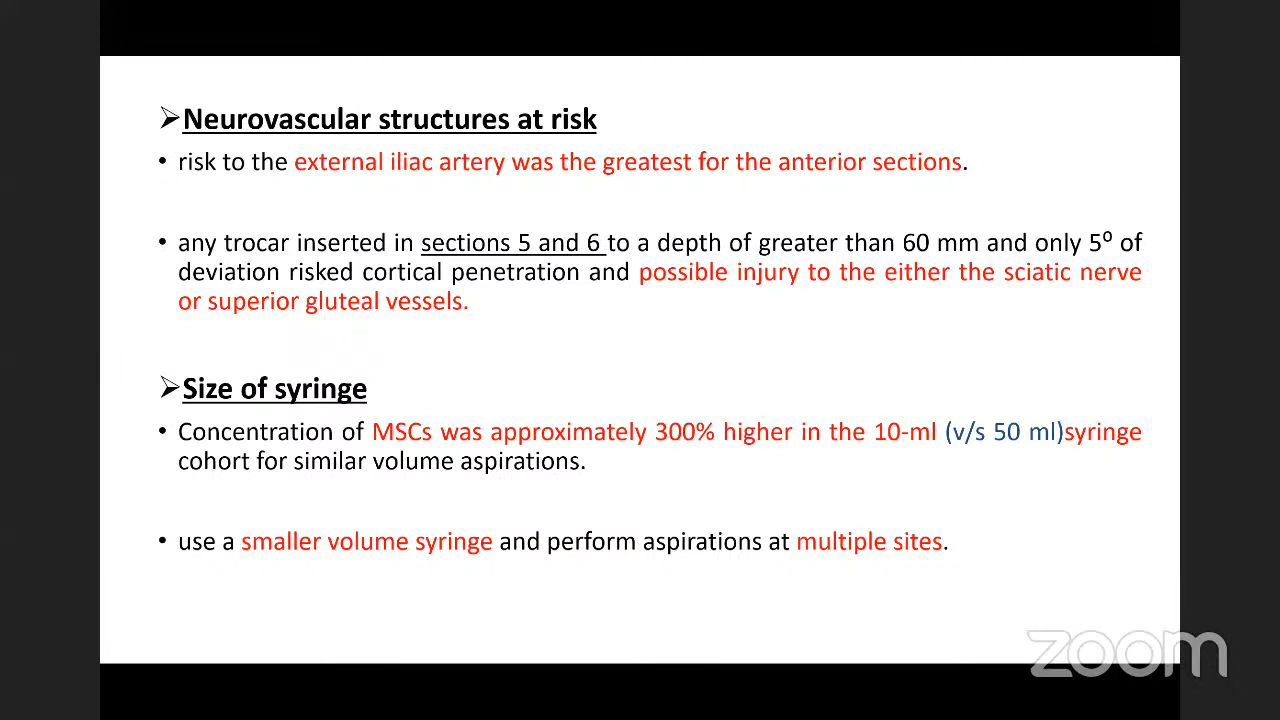 ➢Neurovascular structures at risk
• risk to the external iliac artery was the greatest for the anterior sections.
• any trocar inserted in sections 5 and 6 to a depth of greater than 60 mm and only 5⁰ of
deviation risked cortical penetration and possible injury to the either the sciatic nerve
or superior gluteal vessels.
➢Size of syringe
• Concentration of MSCs was approximately 300% higher in the 10-ml (v/s 50 ml)syringe
cohort for similar volume aspirations.
• use a smaller volume syringe and perform aspirations at multiple sites.
zoom